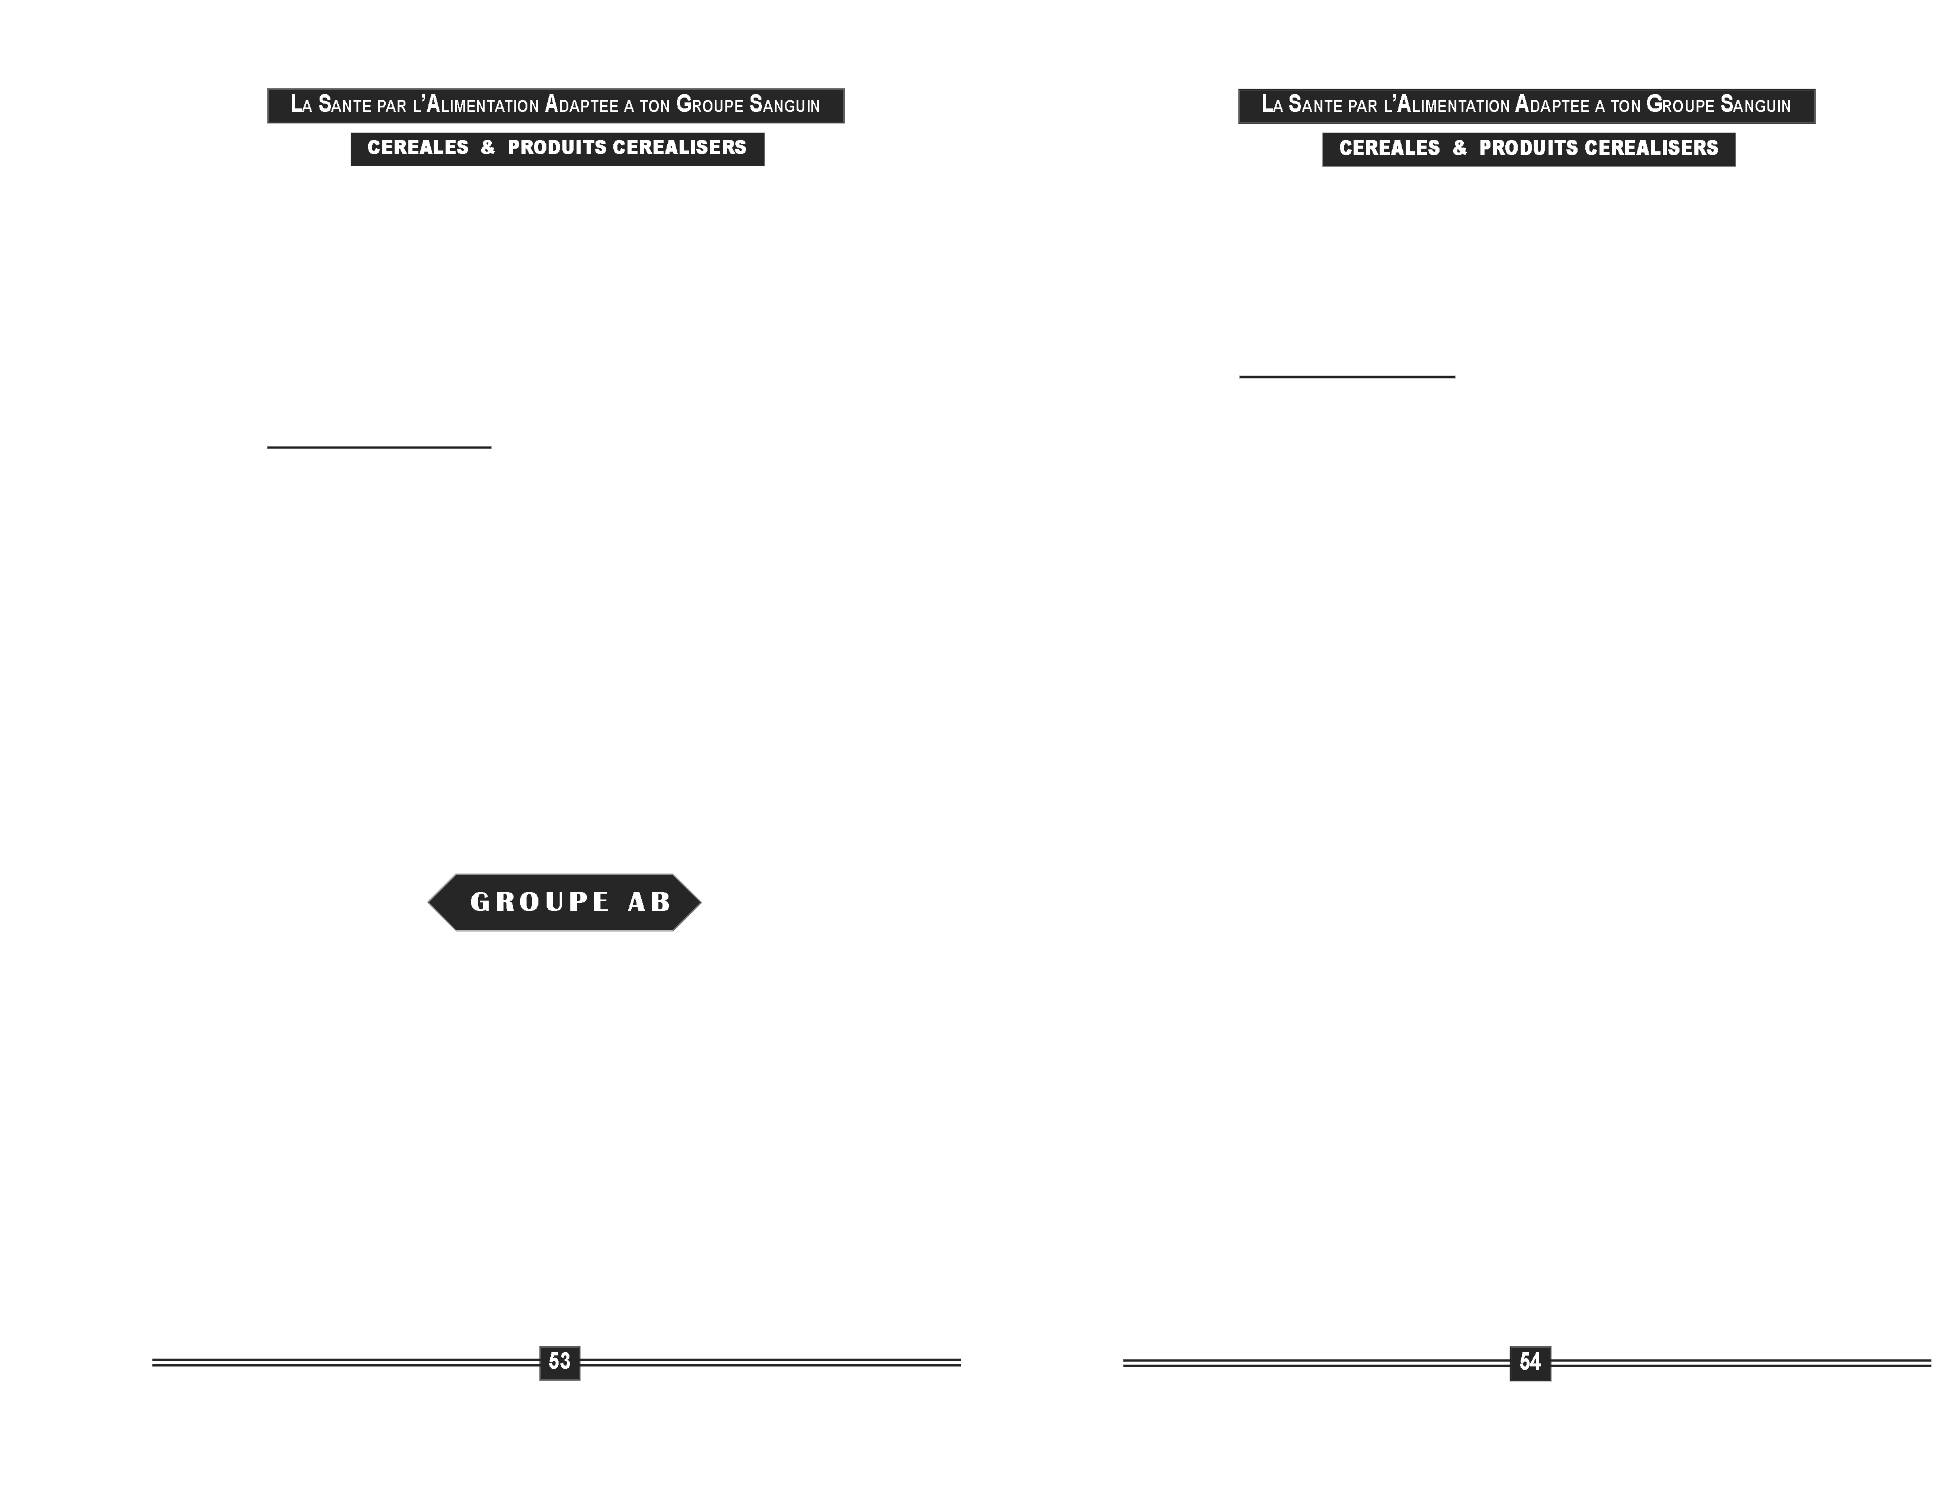 LA SANTE PAR L'ALIMENTATION ADAPTEE A TON GROUPE SANGUIN
CEREALES & PRODUITS CEREALISERS
GROUPE AB
53
LA SANTE PAR L'ALIMENTATION ADAPTEE A TON GROUPE SANGUIN
CEREALES & PRODUITS CEREALISERS
54